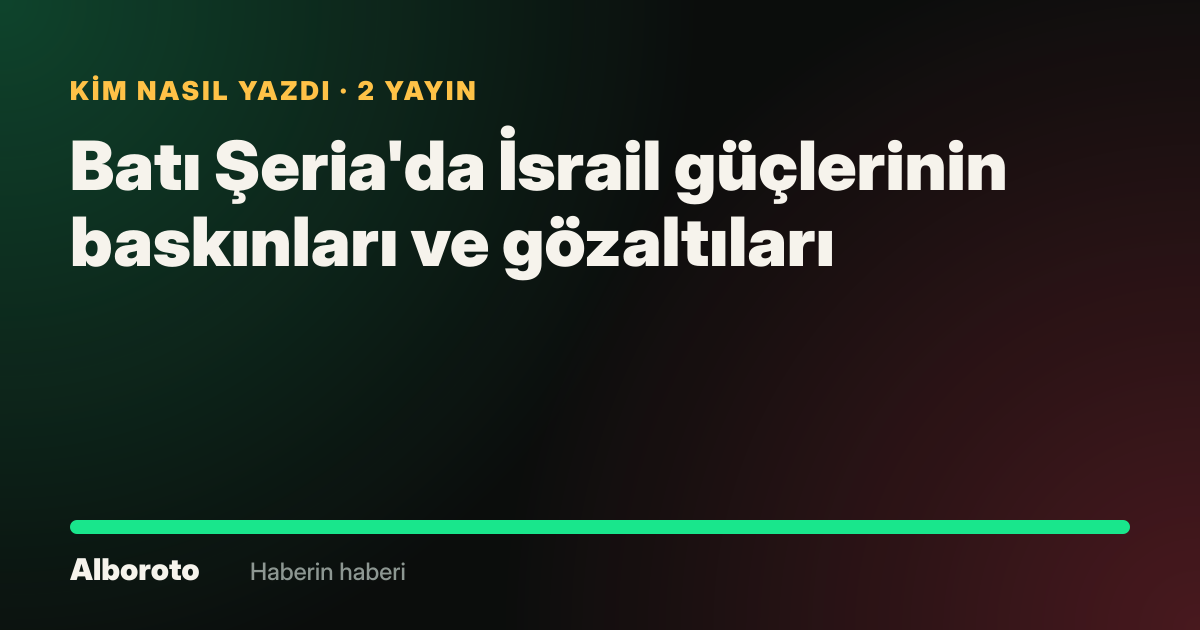 KİM NASIL YAZDI · 2 YAYIN
Batı Şeria'da İsrail güçlerinin
baskınları ve gözaltıları
Alboroto
Haberin haberi